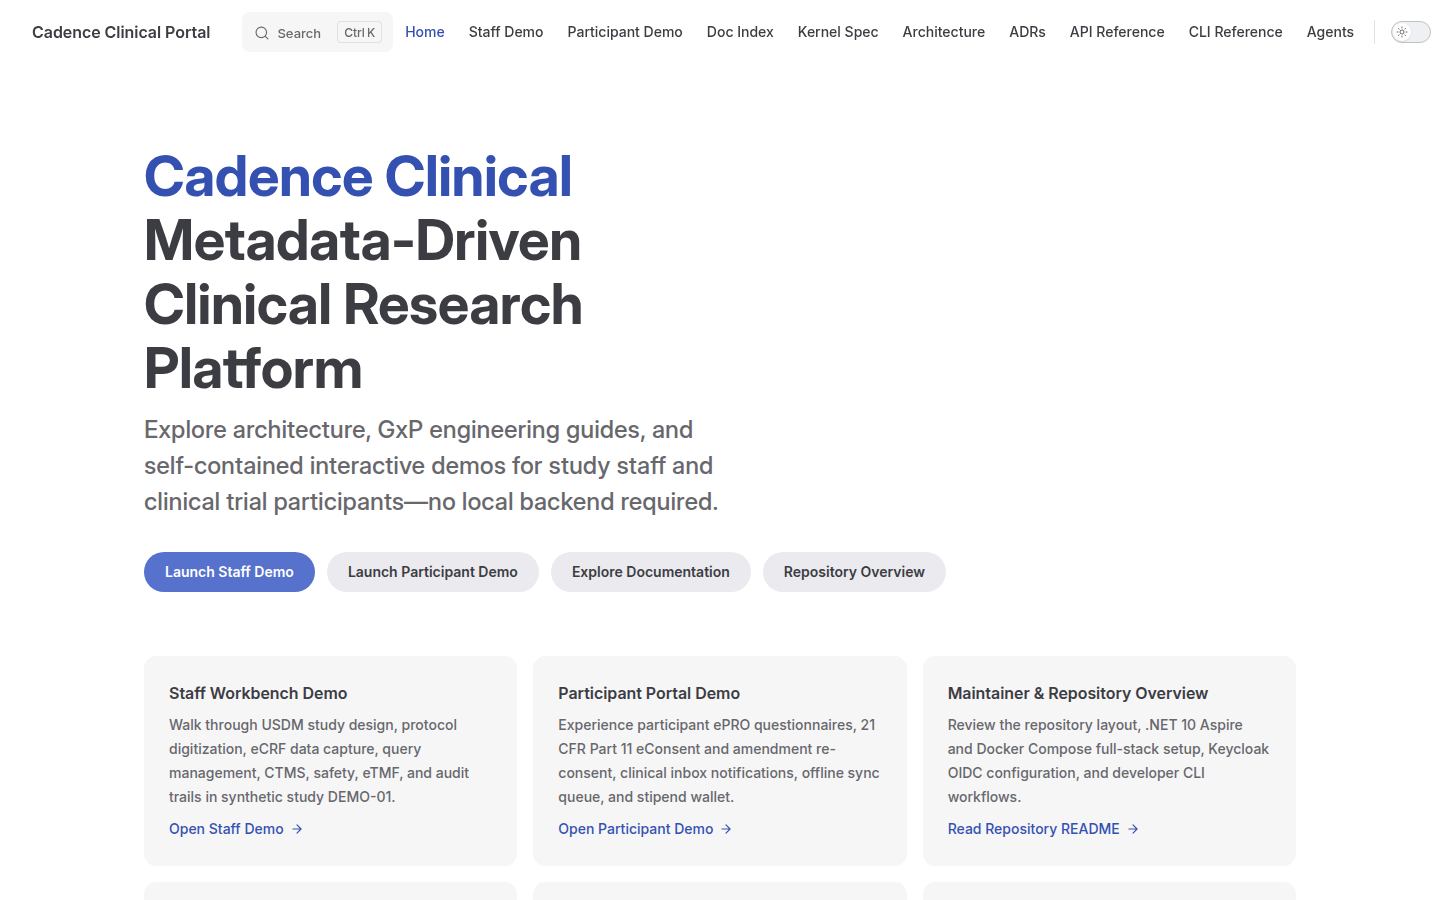 Cadence Clinical Portal
Search
Ctrl K
Home
Staff Demo
Participant Demo
Doc Index
Kernel Spec
Architecture
ADRs
API Reference
CLI Reference
Agents
Cadence Clinical
Metadata-Driven
Clinical Research
Platform
Explore architecture, GxP engineering guides, and
self-contained interactive demos for study staff and
clinical trial participants—no local backend required.
Launch Staff Demo
Launch Participant Demo
Explore Documentation
Repository Overview
Staff Workbench Demo
Walk through USDM study design, protocol
digitization, eCRF data capture, query
management, CTMS, safety, eTMF, and audit
trails in synthetic study DEMO-01.
Open Staff Demo →
Participant Portal Demo
Experience participant ePRO questionnaires, 21
CFR Part 11 eConsent and amendment re-
consent, clinical inbox notifications, offline sync
queue, and stipend wallet.
Open Participant Demo →
Maintainer & Repository Overview
Review the repository layout, .NET 10 Aspire
and Docker Compose full-stack setup, Keycloak
OIDC configuration, and developer CLI
workflows.
Read Repository README →